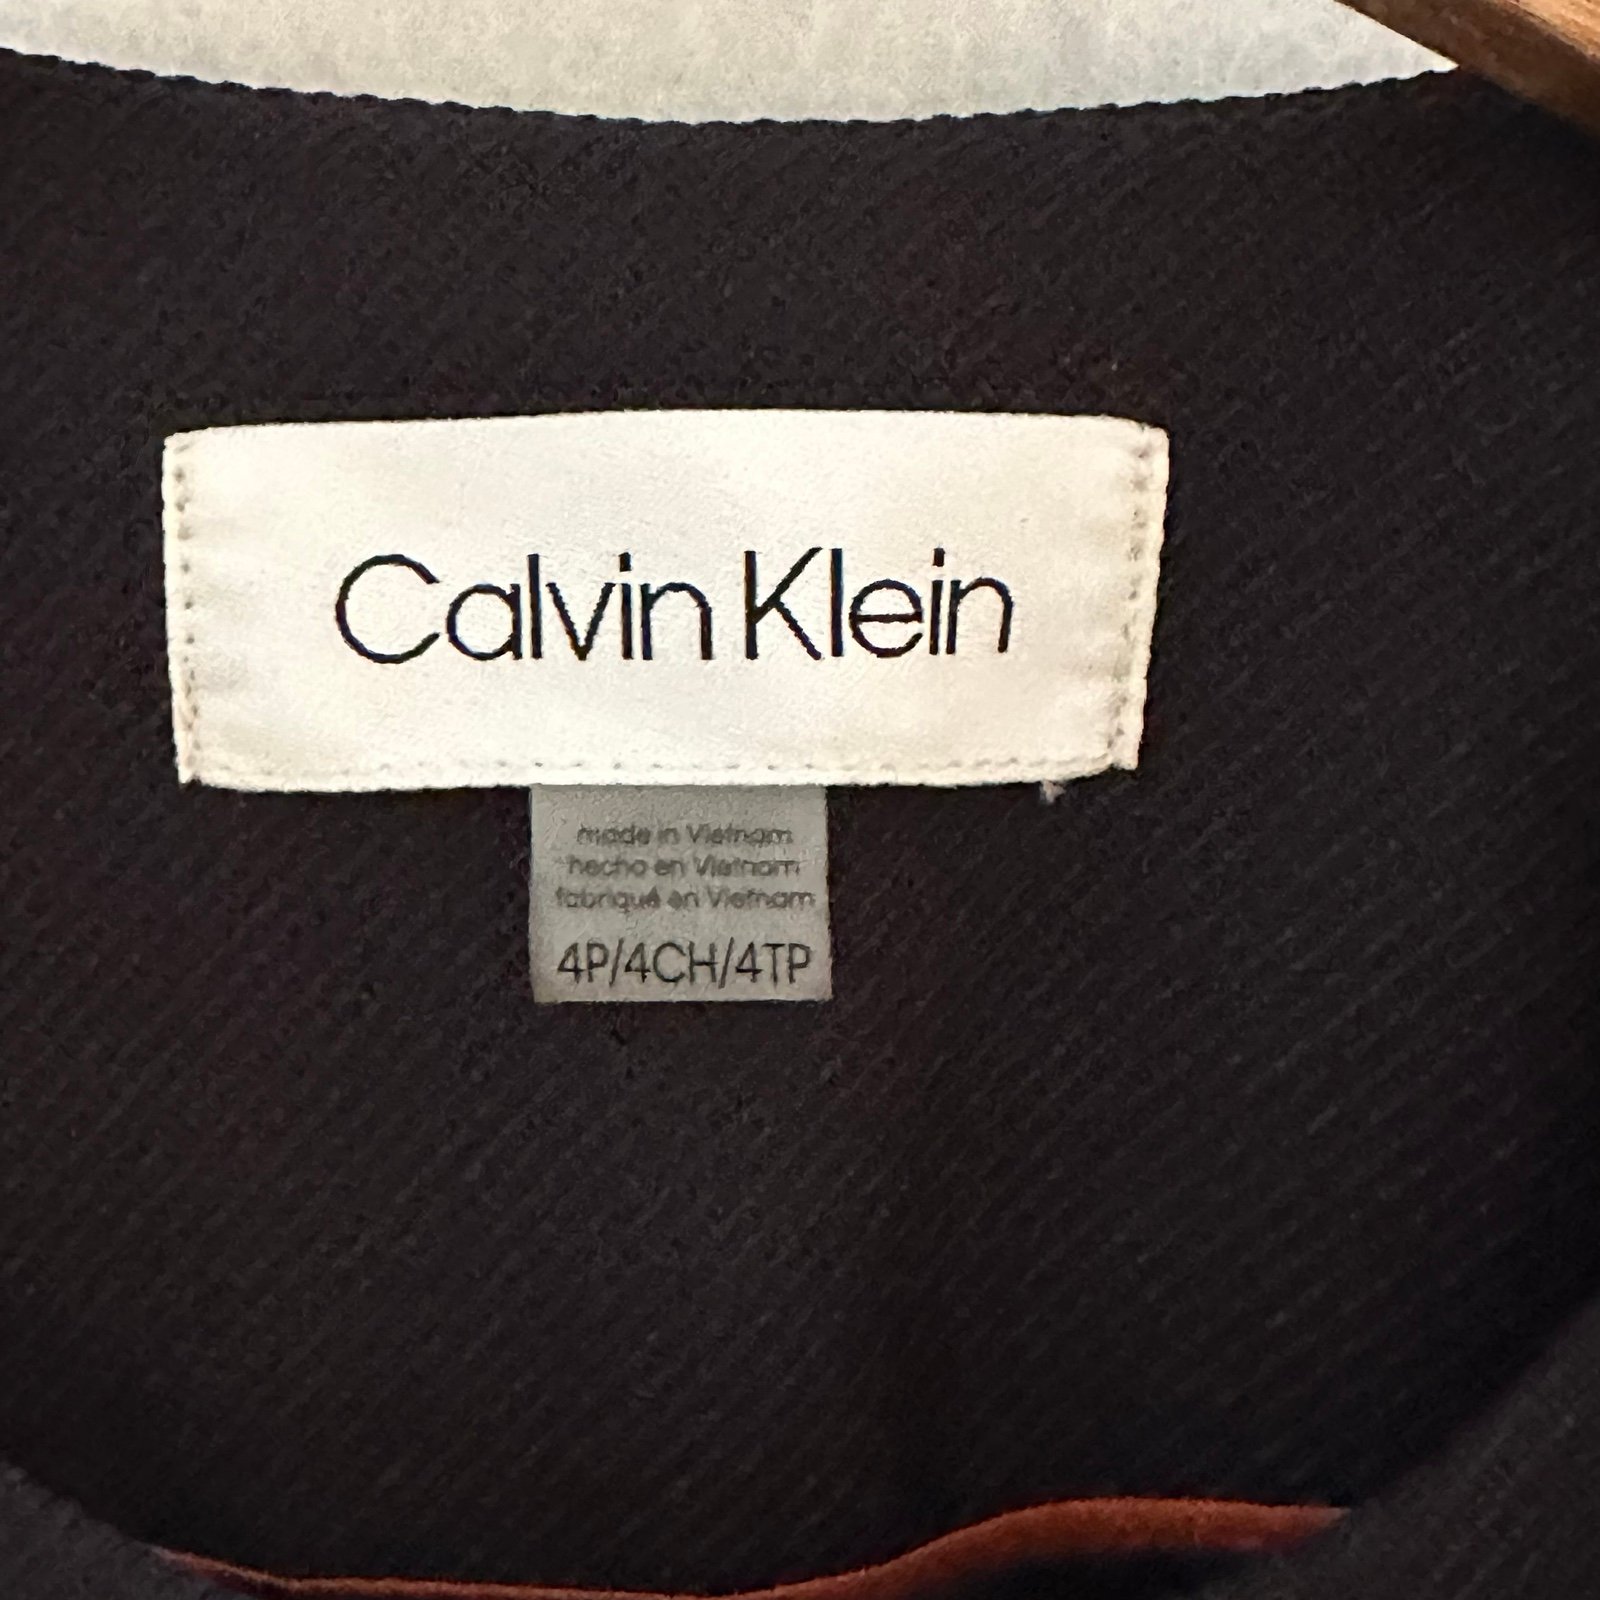 Calvin Klein
made in Vietnam
hecho en Vietnam
fabriqué en Vietnam
4P/4CH/4TP